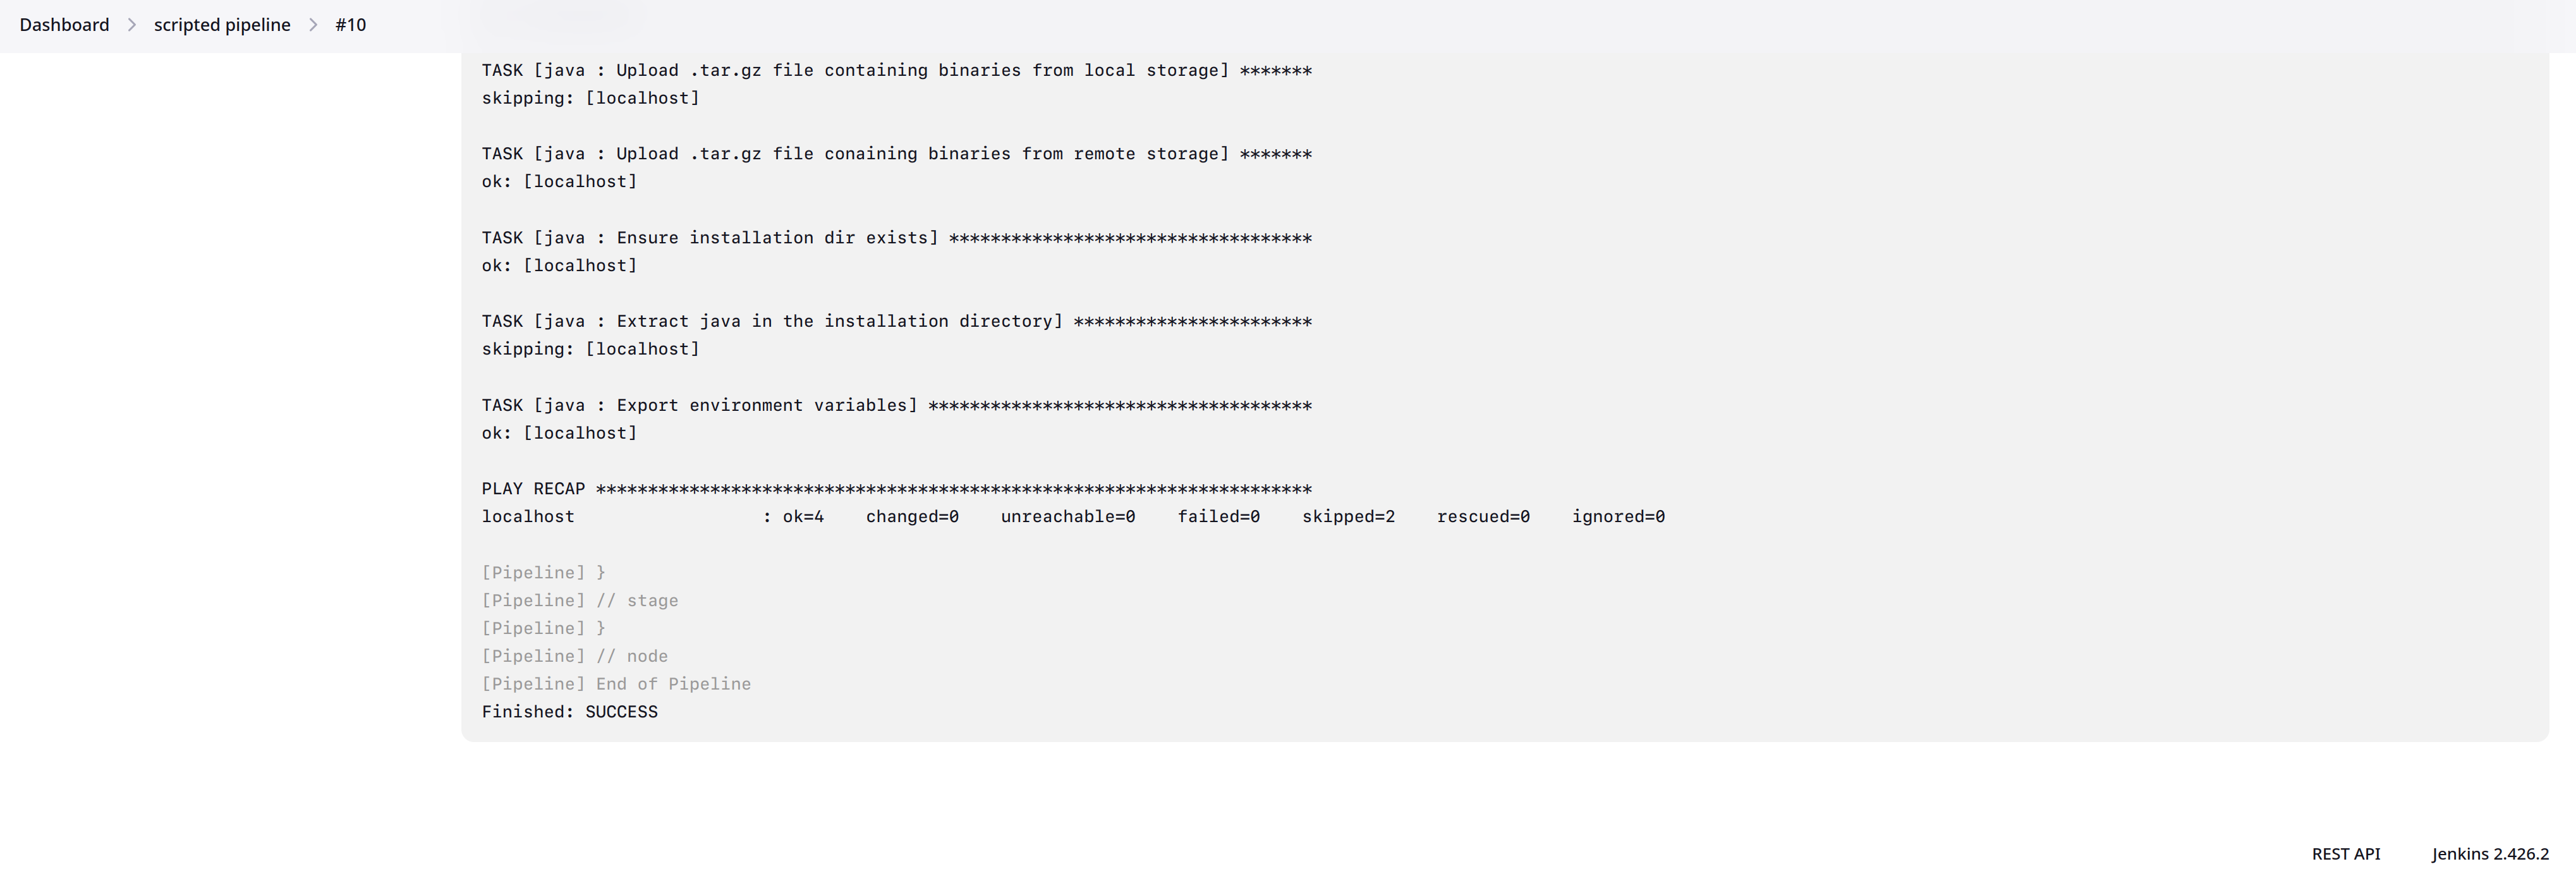 Dashboard > scripted pipeline > #10
TASK [java : Upload .tar.gz file containing binaries from local storage] *******
skipping: [localhost]
TASK [java : Upload .tar.gz file conaining binaries from remote storage] *******
ok: [localhost]
TASK [java : Ensure installation dir exists] ***********************************
ok: [localhost]
TASK [java : Extract java in the installation directory] ***********************
skipping: [localhost]
TASK [java : Export environment variables] *************************************
ok: [localhost]
PLAY RECAP *********************************************************************
localhost                  : ok=4    changed=0    unreachable=0    failed=0    skipped=2    rescued=0    ignored=0
[Pipeline] }
[Pipeline] // stage
[Pipeline] }
[Pipeline] // node
[Pipeline] End of Pipeline
Finished: SUCCESS
REST API Jenkins 2.426.2